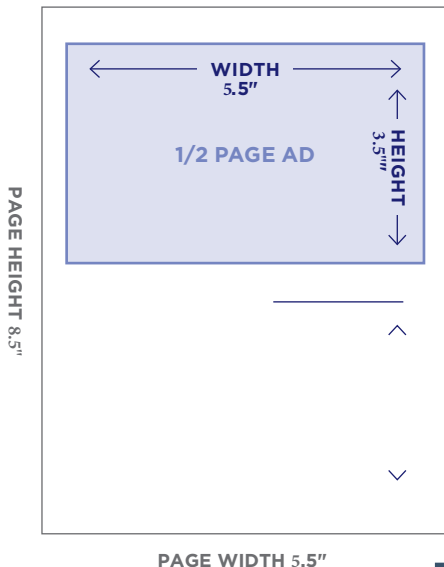 WIDTH
5.5"
HEIGHT
3.5""
1/2 PAGE AD
PAGE HEIGHT 8.5"
PAGE WIDTH 5.5"